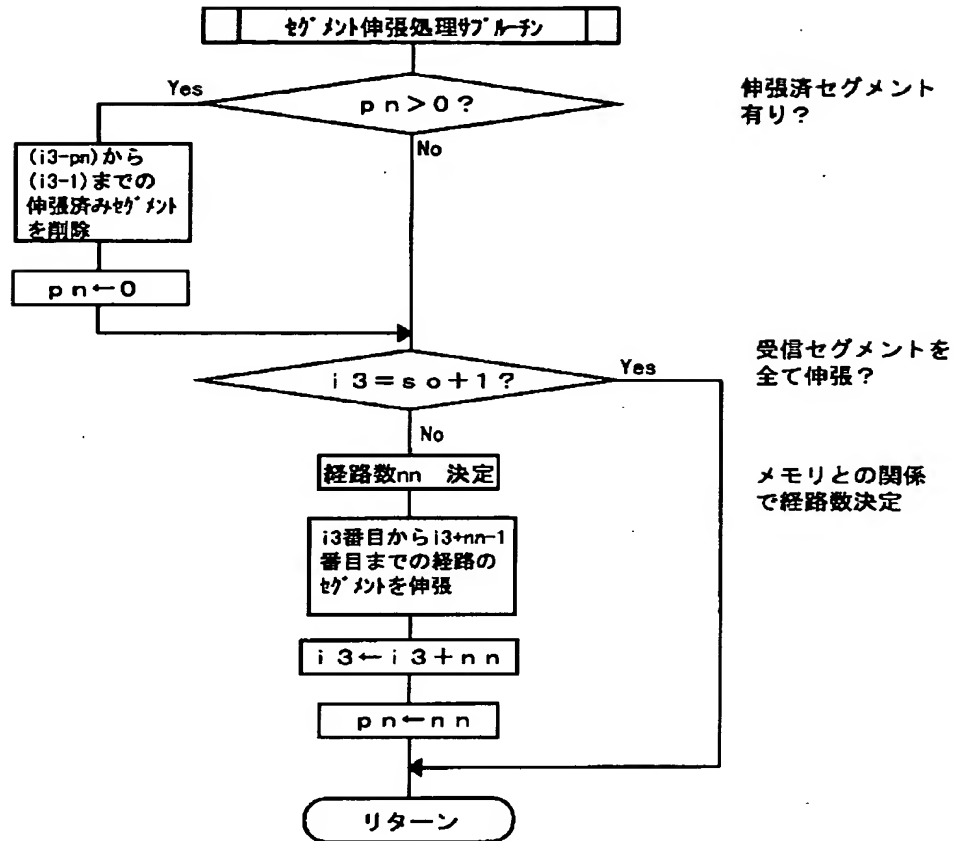 セグメント伸張処理サブルーチン
Yes
pn>0?
伸張済セグメント
有り?
No
(i3-pn)から
(i3-1)までの
伸張済みセグメント
を削除
pn←0
受信セグメントを
全て伸張?
i3=so+1?
Yes
No
経路数nn 決定
メモリとの関係
で経路数決定
i3番目からi3+nn-1
番目までの経路の
セグメントを伸張
i3←i3+nn
pn←nn
リターン